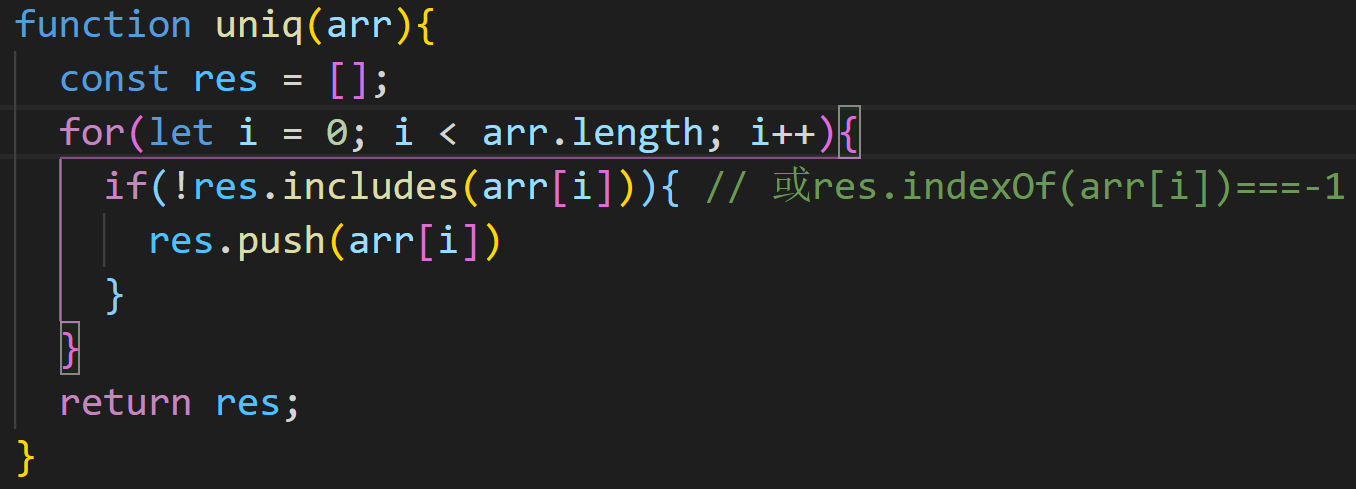 function uniq(arr){
  const res = [];
  for(let i = 0; i < arr.length; i++){
    if(!res.includes(arr[i])){ // 或res.indexOf(arr[i])===-1
      res.push(arr[i])
    }
  }
  return res;
}